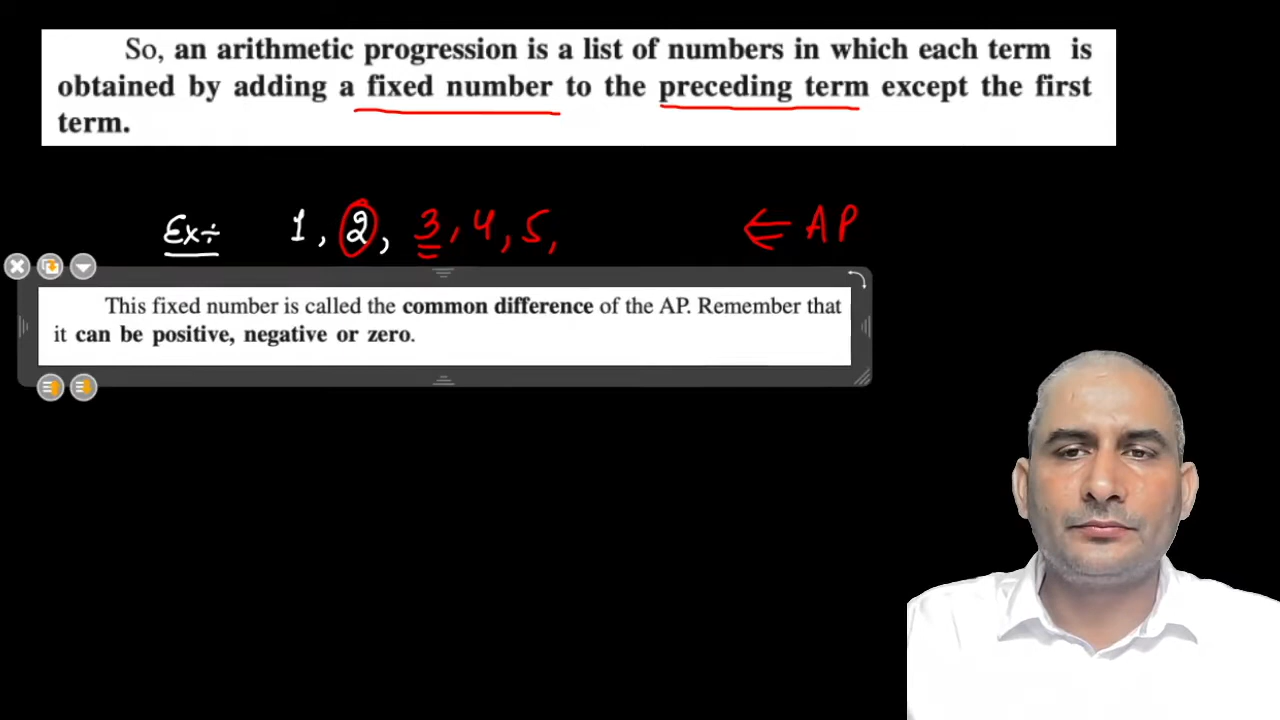 So, an arithmetic progression is a list of numbers in which each term is
obtained by adding a fixed number to the preceding term except the first
term.
Ex÷ 1, 2, 3, 4, 5, ⇐ AP
This fixed number is called the common difference of the AP. Remember that
it can be positive, negative or zero.